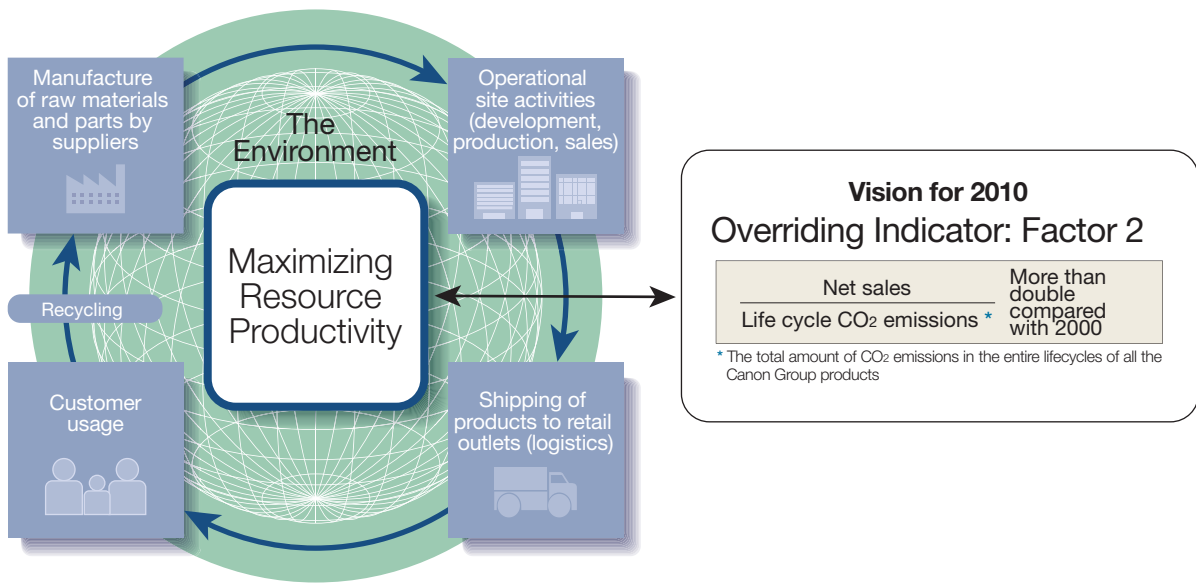 Manufacture
of raw materials
and parts by
suppliers
The
Environment
Operational
site activities
(development,
production, sales)
Maximizing
Resource
Productivity
Recycling
Customer
usage
Shipping of
products to retail
outlets (logistics)
Vision for 2010
Overriding Indicator: Factor 2
Net sales
Life cycle CO2 emissions *
More than
double
compared
with 2000
* The total amount of CO2 emissions in the entire lifecycles of all the
Canon Group products